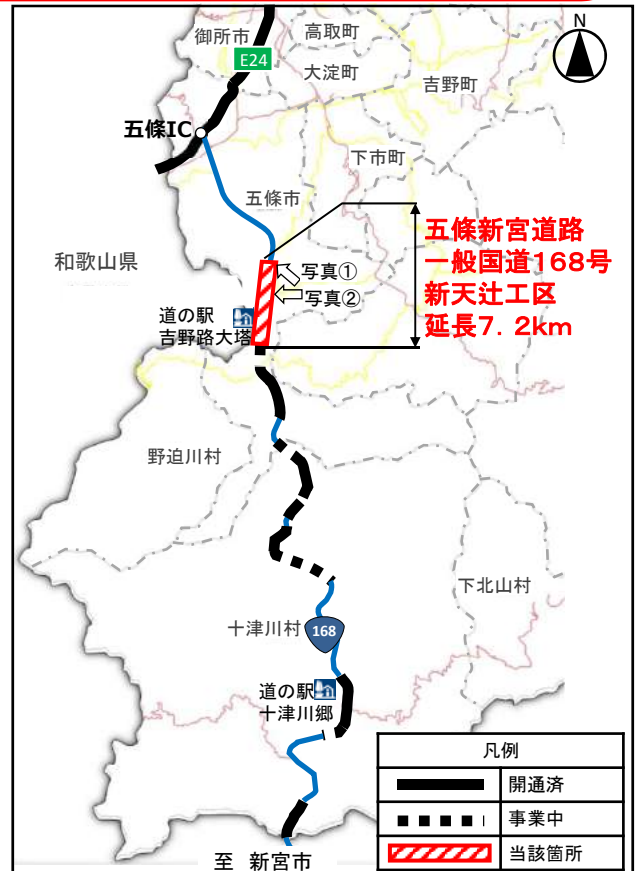 N
御所市
高取町
E24
大淀町
吉野町
五條IC
下市町
五條市
和歌山県
写真①
写真②
五條新宮道路
一般国道168号
新天辻工区
延長7.2km
道の駅
吉野路大塔
野迫川村
下北山村
十津川村
168
道の駅
十津川郷
凡例
開通済
事業中
当該箇所
至 新宮市